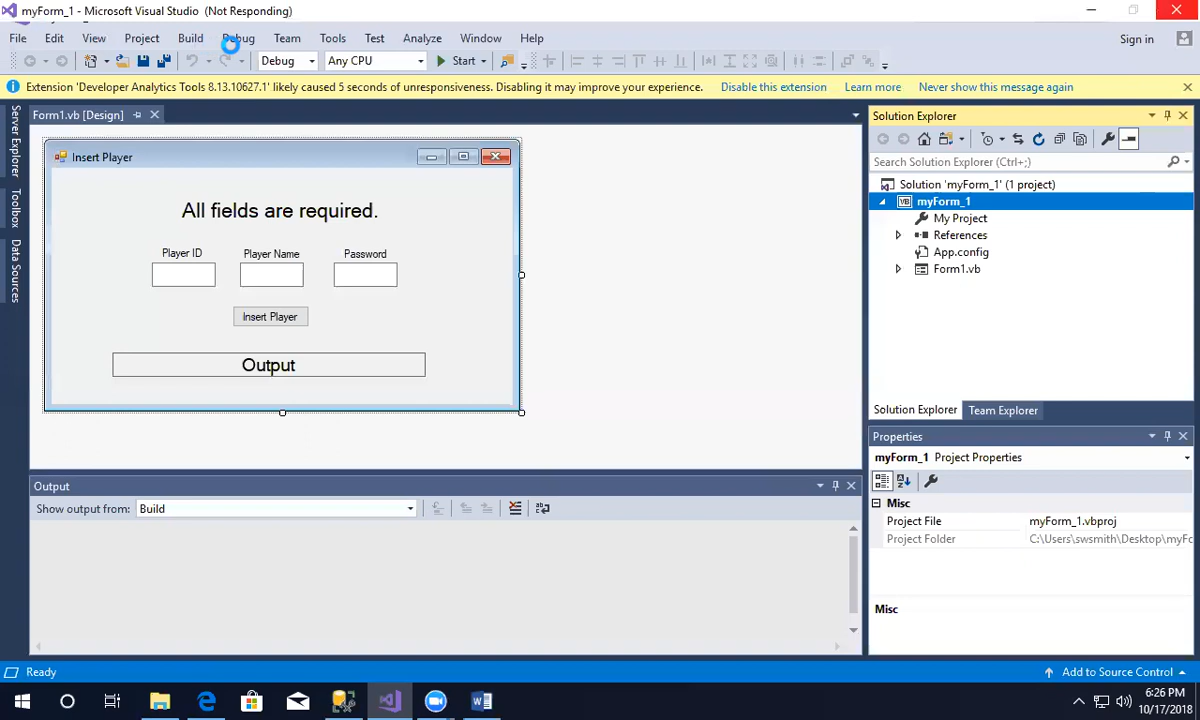 myForm_1 - Microsoft Visual Studio (Not Responding)
File Edit View Project Build Debug Team Tools Test Analyze Window Help
Sign in
Debug Any CPU Start
Extension 'Developer Analytics Tools 8.13.10627.1' likely caused 5 seconds of unresponsiveness. Disabling it may improve your experience. Disable this extension Learn more Never show this message again
Server Explorer
Toolbox
Data Sources
Form1.vb [Design]
Insert Player
All fields are required.
Player ID Player Name Password
Insert Player
Output
Output
Show output from: Build
Solution Explorer
Search Solution Explorer (Ctrl+;)
Solution 'myForm_1' (1 project)
VB myForm_1
My Project
References
App.config
Form1.vb
Solution Explorer Team Explorer
Properties
myForm_1 Project Properties
Misc
Project File myForm_1.vbproj
Project Folder C:\Users\swsmith\Desktop\myFc
Misc
Ready
Add to Source Control
6:26 PM
10/17/2018